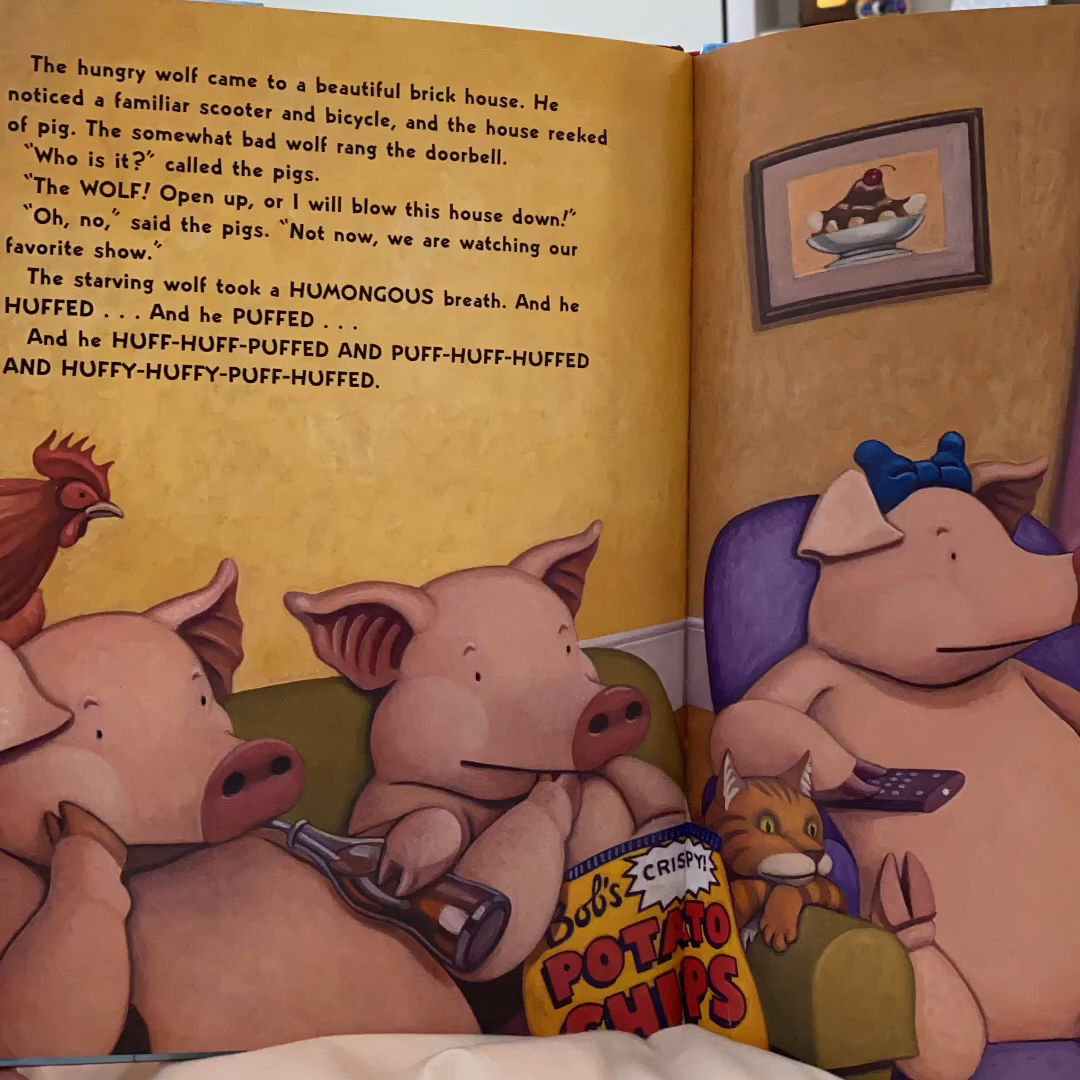 The hungry wolf came to a beautiful brick house. He
noticed a familiar scooter and bicycle, and the house reeked
of pig. The somewhat bad wolf rang the doorbell.
"Who is it?" called the pigs.
"The WOLF! Open up, or I will blow this house down!"
"Oh, no," said the pigs. "Not now, we are watching our
favorite show."
The starving wolf took a HUMONGOUS breath. And he
HUFFED . . . And he PUFFED . . .
And he HUFF-HUFF-PUFFED AND PUFF-HUFF-HUFFED
AND HUFFY-HUFFY-PUFF-HUFFED.
CRISPY!
Bob's
POTATO
CHIPS